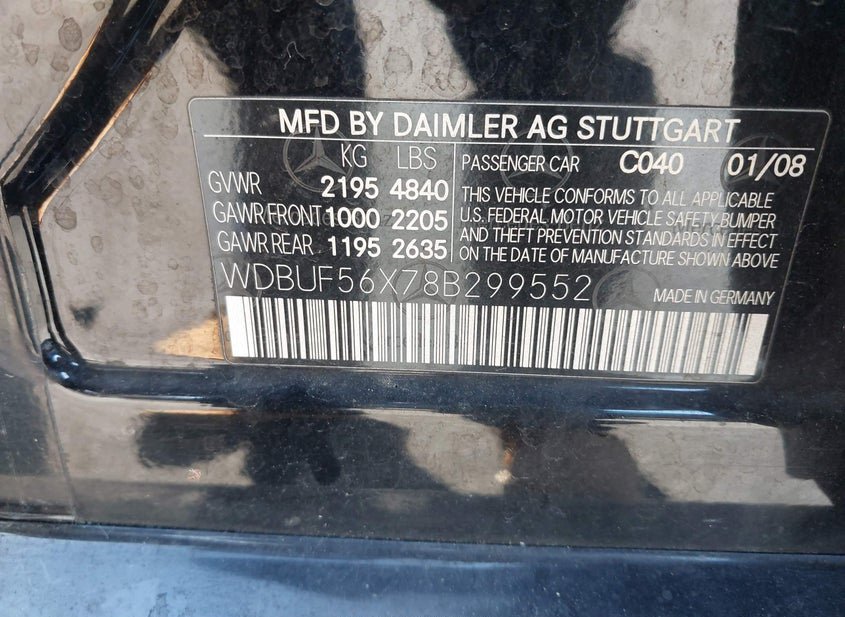 MFD BY DAIMLER AG STUTTGART
KG LBS
GVWR 2195 4840
GAWR FRONT 1000 2205
GAWR REAR 1195 2635
PASSENGER CAR C040 01/08
THIS VEHICLE CONFORMS TO ALL APPLICABLE
U.S. FEDERAL MOTOR VEHICLE SAFETY,BUMPER
AND THEFT PREVENTION STANDARDS IN EFFECT
ON THE DATE OF MANUFACTURE SHOWN ABOVE
WDBUF56X78B299552
MADE IN GERMANY